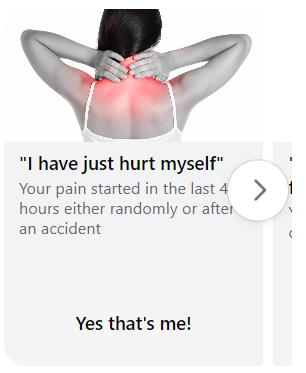 "I have just hurt myself"
Your pain started in the last 4
hours either randomly or after
an accident
Yes that's me!